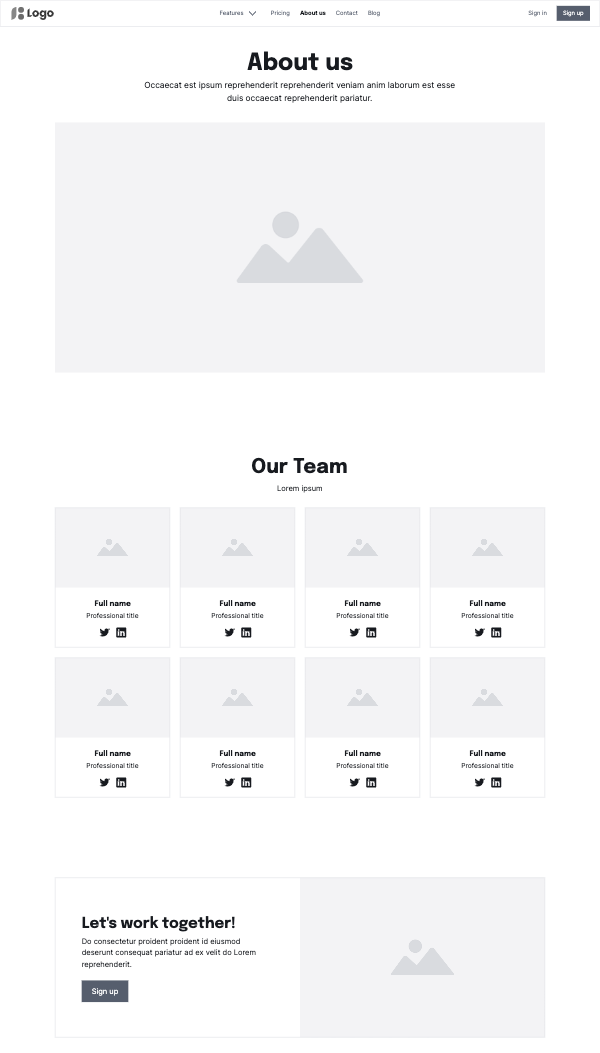 Logo
Features Pricing About us Contact Blog
Sign in Sign up
About us
Occaecat est ipsum reprehenderit reprehenderit veniam anim laborum est esse
duis occaecat reprehenderit pariatur.
Our Team
Lorem ipsum
Full name Full name Full name Full name
Professional title Professional title Professional title Professional title
Full name Full name Full name Full name
Professional title Professional title Professional title Professional title
Let's work together!
Do consectetur proident proident id eiusmod
deserunt consequat pariatur ad ex velit do Lorem
reprehenderit.
Sign up